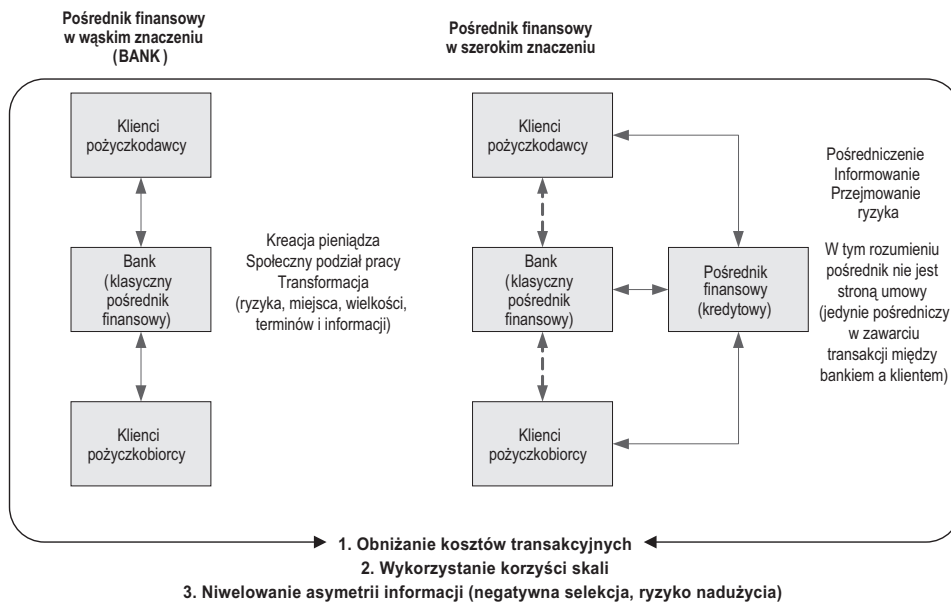 Pośrednik finansowy
w wąskim znaczeniu
(BANK)
Pośrednik finansowy
w szerokim znaczeniu
Klienci
pożyczkodawcy
Bank
(klasyczny
pośrednik
finansowy)
Klienci
pożyczkobiorcy
Kreacja pieniądza
Społeczny podział pracy
Transformacja
(ryzyka, miejsca, wielkości,
terminów i informacji)
Klienci
pożyczkodawcy
Bank
(klasyczny
pośrednik
finansowy)
Klienci
pożyczkobiorcy
Pośrednik
finansowy
(kredytowy)
Pośredniczenie
Informowanie
Przejmowanie
ryzyka
W tym rozumieniu
pośrednik nie jest
stroną umowy
(jedynie pośredniczy
w zawarciu
transakcji między
bankiem a klientem)
1. Obniżanie kosztów transakcyjnych
2. Wykorzystanie korzyści skali
3. Niwelowanie asymetrii informacji (negatywna selekcja, ryzyko nadużycia)